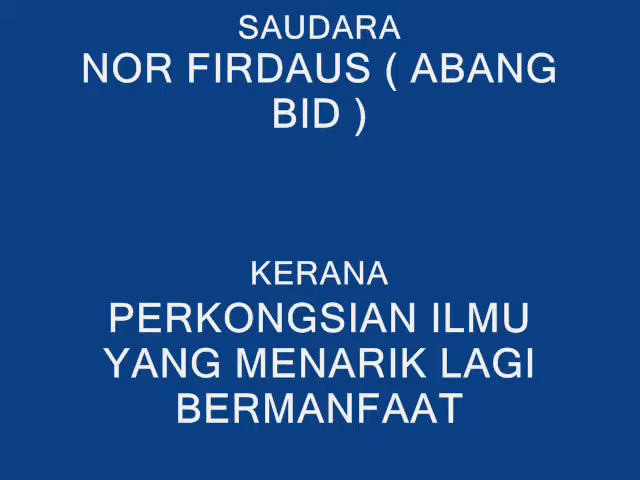 SAUDARA
NOR FIRDAUS ( ABANG
BID )
KERANA
PERKONGSIAN ILMU
YANG MENARIK LAGI
BERMANFAAT